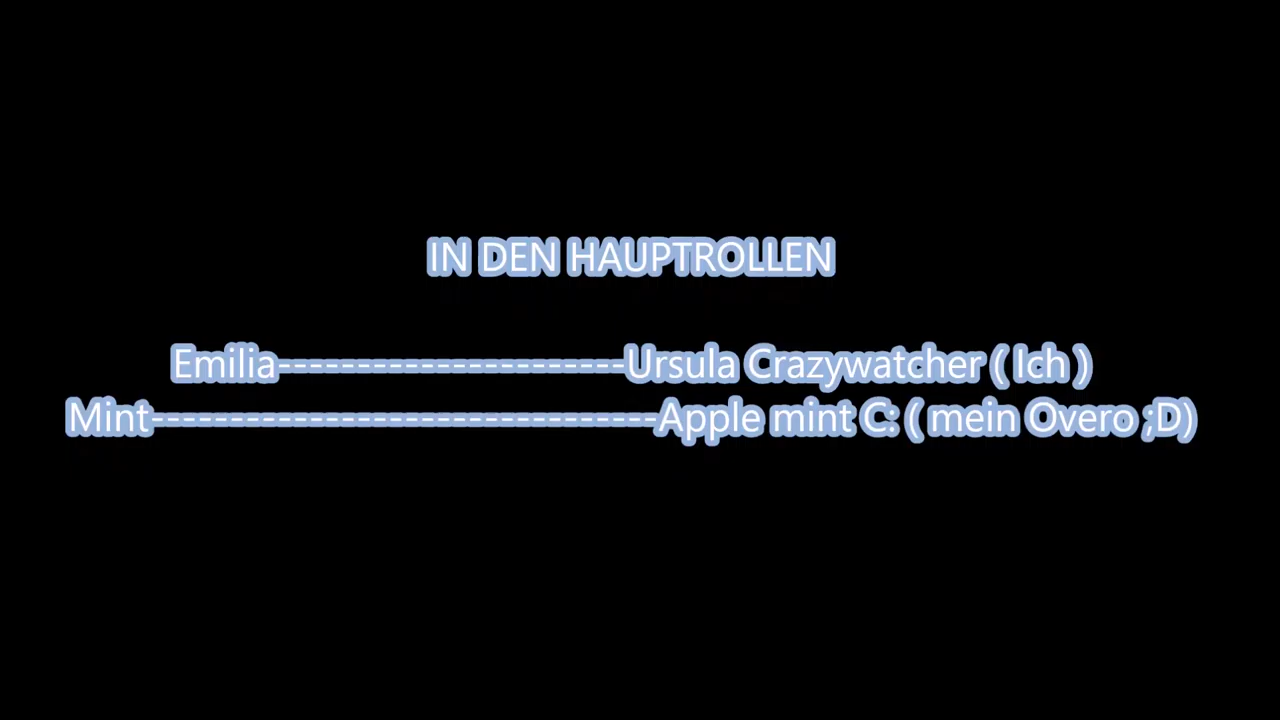 IN DEN HAUPTROLLEN
Emilia----------------------Ursula Crazywatcher ( Ich )
Mint--------------------------------Apple mint C: ( mein Overo ;D)